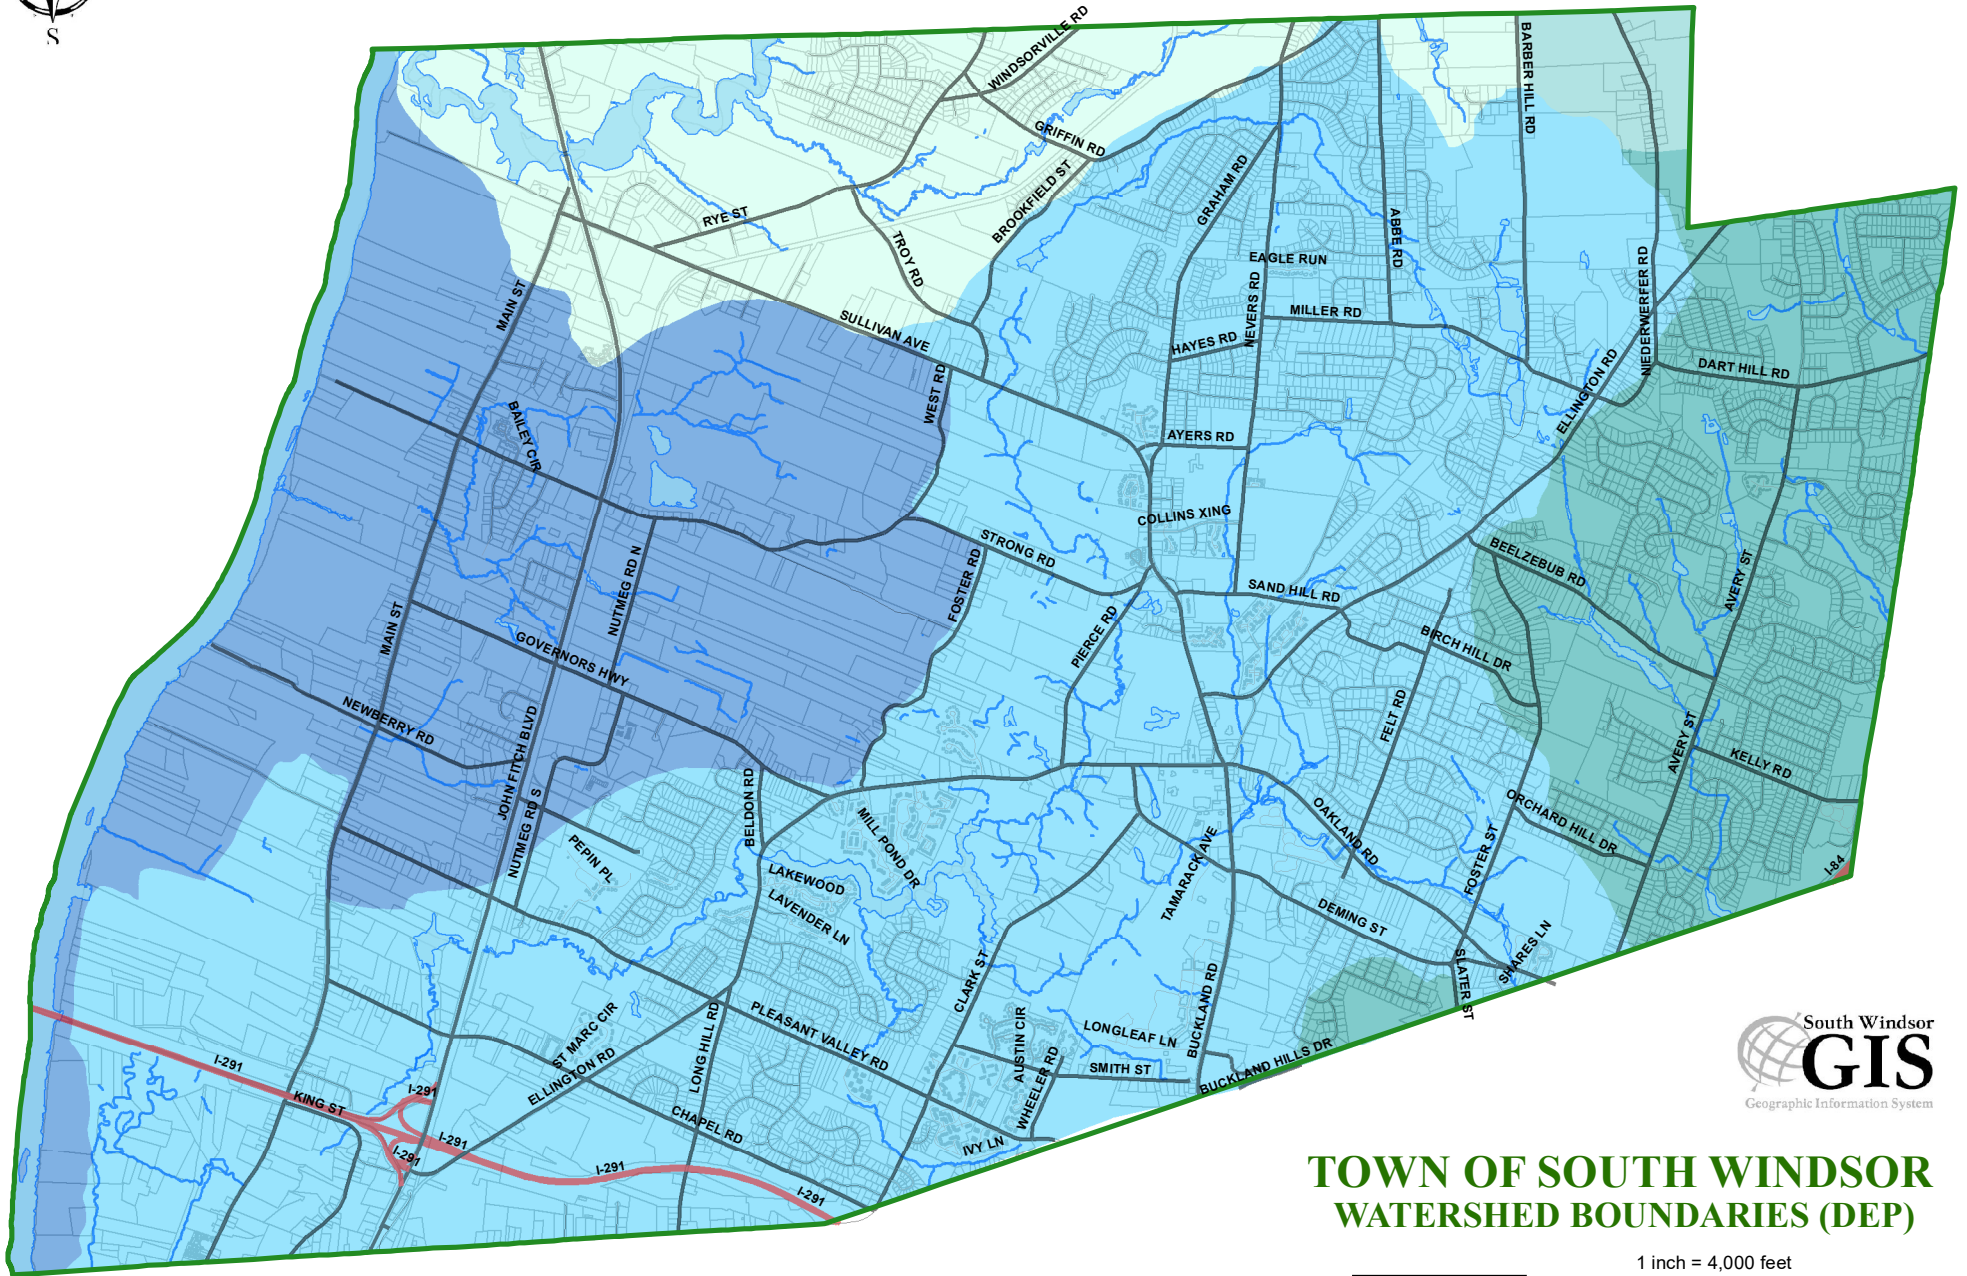 S
WINDSORVILLE RD
BARBER HILL RD
GRIFFIN RD
BROOKFIELD ST
GRAHAM RD
RYE ST
TROY RD
ABBE RD
EAGLE RUN
NEVERS RD
NIEDERWERFER RD
MAIN ST
SULLIVAN AVE
MILLER RD
HAYES RD
DART HILL RD
WEST RD
ELLINGTON RD
BAILEY CIR
AYERS RD
COLLINS XING
STRONG RD
BEELZEBUB RD
FOSTER RD
NUTMEG RD N
SAND HILL RD
AVERY ST
MAIN ST
PIERCE RD
BIRCH HILL DR
GOVERNORS HWY
FELT RD
NEWBERRY RD
JOHN FITCH BLVD
AVERY ST
KELLY RD
BELDON RD
NUTMEG RD S
MILL POND DR
OAKLAND RD
ORCHARD HILL DR
PEPIN PL
FOSTER ST
I-84
LAKEWOOD
TAMARACK AVE
LAVENDER LN
DEMING ST
SHARES LN
CLARK ST
SLATER ST
BUCKLAND RD
PLEASANT VALLEY RD
ST MARC CIR
LONG HILL RD
AUSTIN CIR
LONGLEAF LN
ELLINGTON RD
SMITH ST
BUCKLAND HILLS DR
WHEELER RD
I-291
I-291
KING ST
CHAPEL RD
I-291
IVY LN
I-291
I-291
I-291
South Windsor
GIS
Geographic Information System
TOWN OF SOUTH WINDSOR
WATERSHED BOUNDARIES (DEP)
1 inch = 4,000 feet